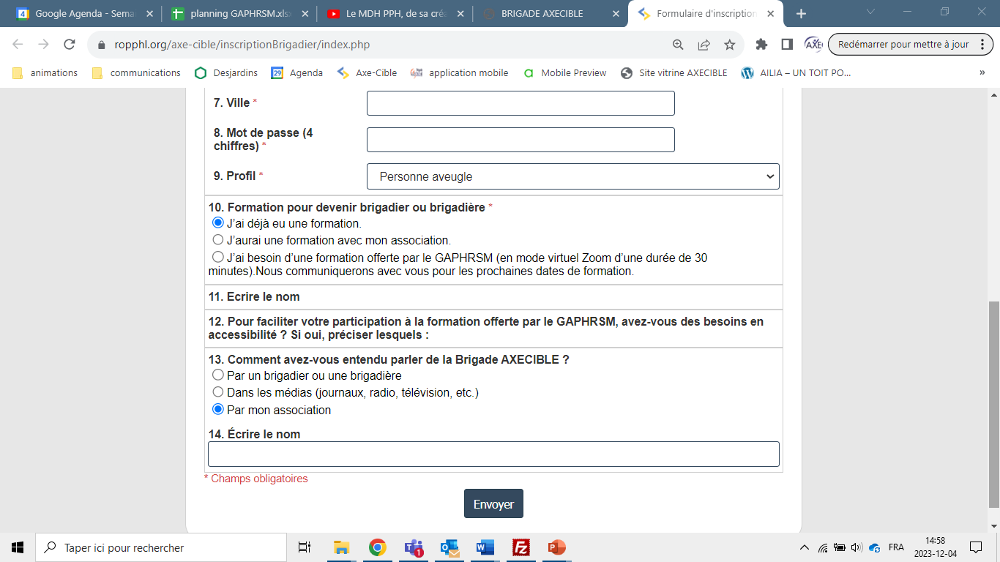 Google Agenda - Sema
planning GAPHRSM.xls
Le MDH PPH, de sa cré
BRIGADE AXECIBLE
Formulaire d'inscription
ropphl.org/axe-cible/inscriptionBrigadier/index.php
Redémarrer pour mettre à jour
animations
communications
Desjardins
Agenda
Axe-Cible
application mobile
Mobile Preview
Site vitrine AXECIBLE
AILIA – UN TOIT PO...
»
7. Ville *
8. Mot de passe (4
chiffres) *
9. Profil *
Personne aveugle
10. Formation pour devenir brigadier ou brigadière *
J'ai déjà eu une formation.
J'aurai une formation avec mon association.
J'ai besoin d'une formation offerte par le GAPHRSM (en mode virtuel Zoom d'une durée de 30
minutes).Nous communiquerons avec vous pour les prochaines dates de formation.
11. Ecrire le nom
12. Pour faciliter votre participation à la formation offerte par le GAPHRSM, avez-vous des besoins en
accessibilité ? Si oui, préciser lesquels :
13. Comment avez-vous entendu parler de la Brigade AXECIBLE ?
Par un brigadier ou une brigadière
Dans les médias (journaux, radio, télévision, etc.)
Par mon association
14. Écrire le nom
* Champs obligatoires
Envoyer
Taper ici pour rechercher
FRA
14:58
2023-12-04